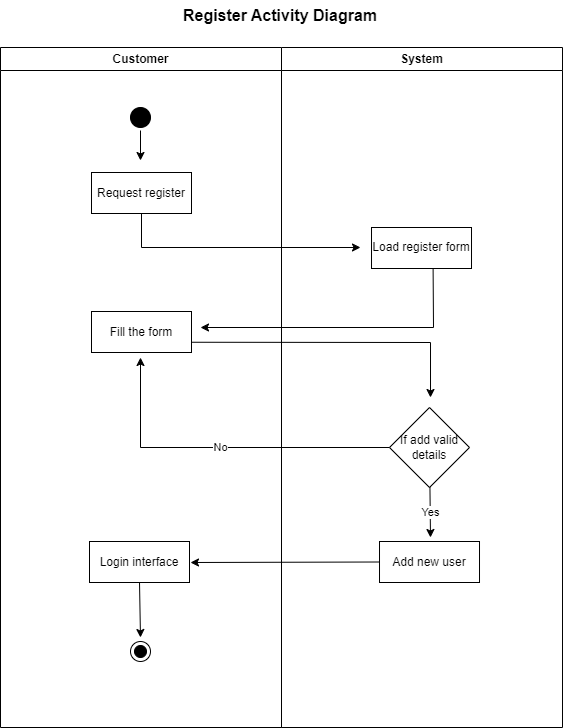 Register Activity Diagram
Customer
System
Request register
Load register form
Fill the form
If add valid
details
No
Yes
Login interface
Add new user